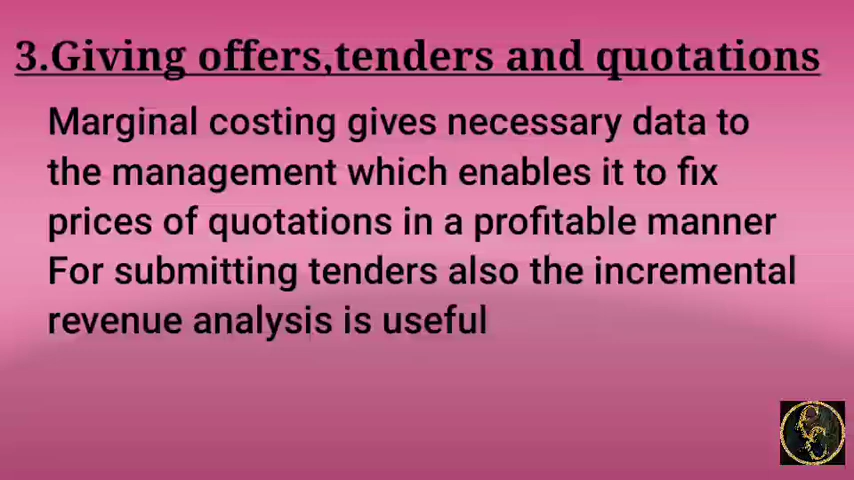 3.Giving offers,tenders and quotations
Marginal costing gives necessary data to
the management which enables it to fix
prices of quotations in a profitable manner
For submitting tenders also the incremental
revenue analysis is useful